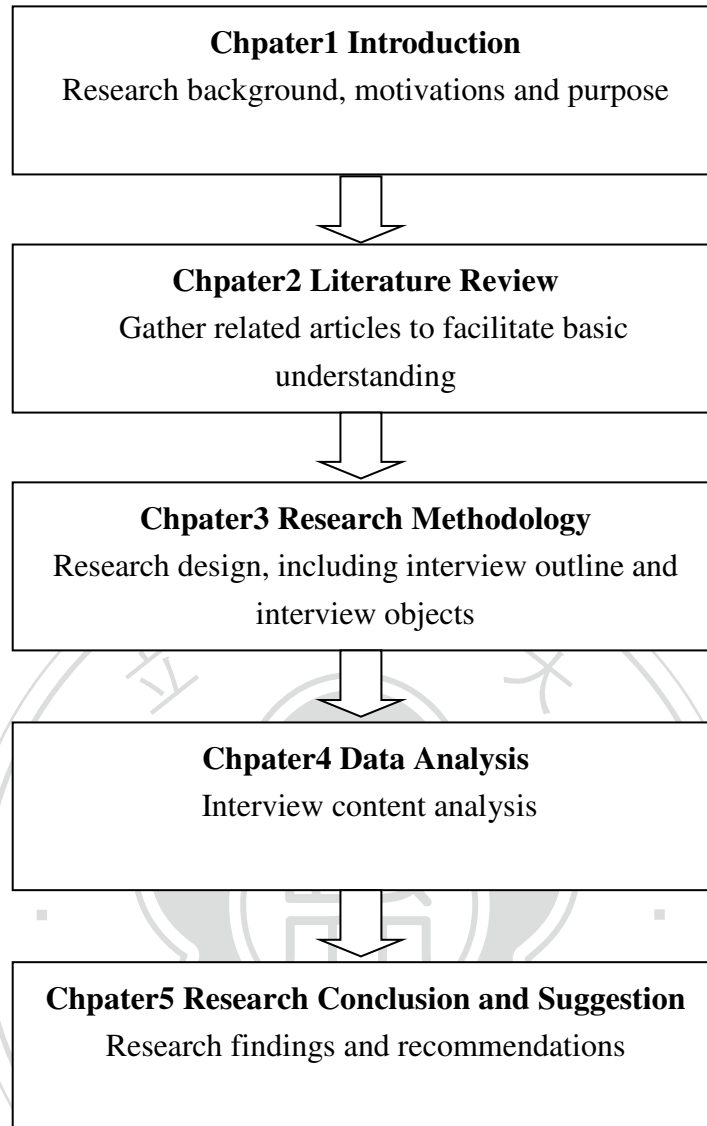 Chpater1 Introduction
Research background, motivations and purpose
Chpater2 Literature Review
Gather related articles to facilitate basic
understanding
Chpater3 Research Methodology
Research design, including interview outline and
interview objects
立 大
Chpater4 Data Analysis
Interview content analysis
Chpater5 Research Conclusion and Suggestion
Research findings and recommendations